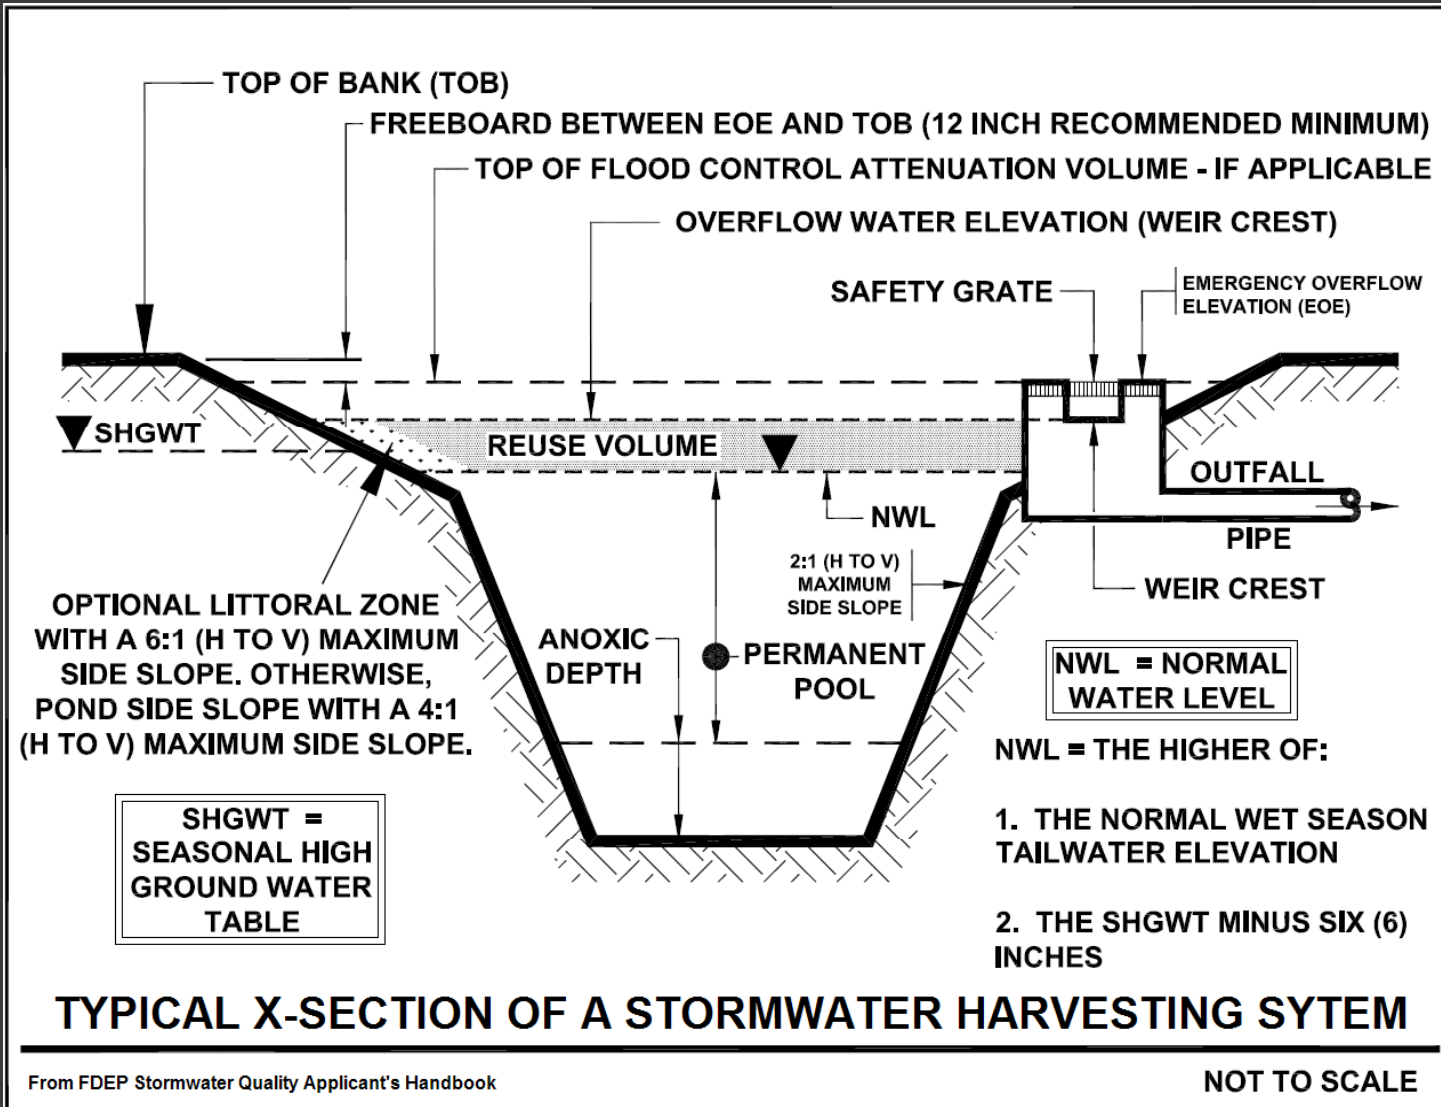 TOP OF BANK (TOB)
FREEBOARD BETWEEN EOE AND TOB (12 INCH RECOMMENDED MINIMUM)
TOP OF FLOOD CONTROL ATTENUATION VOLUME - IF APPLICABLE
OVERFLOW WATER ELEVATION (WEIR CREST)
SAFETY GRATE
EMERGENCY OVERFLOW
ELEVATION (EOE)
SHGWT
REUSE VOLUME
OUTFALL
PIPE
NWL
WEIR CREST
2:1 (H TO V)
MAXIMUM
SIDE SLOPE
OPTIONAL LITTORAL ZONE
WITH A 6:1 (H TO V) MAXIMUM
SIDE SLOPE. OTHERWISE,
POND SIDE SLOPE WITH A 4:1
(H TO V) MAXIMUM SIDE SLOPE.
ANOXIC
DEPTH
PERMANENT
POOL
NWL = NORMAL
WATER LEVEL
NWL = THE HIGHER OF:
1. THE NORMAL WET SEASON
TAILWATER ELEVATION
2. THE SHGWT MINUS SIX (6)
INCHES
SHGWT =
SEASONAL HIGH
GROUND WATER
TABLE
TYPICAL X-SECTION OF A STORMWATER HARVESTING SYTEM
From FDEP Stormwater Quality Applicant's Handbook
NOT TO SCALE